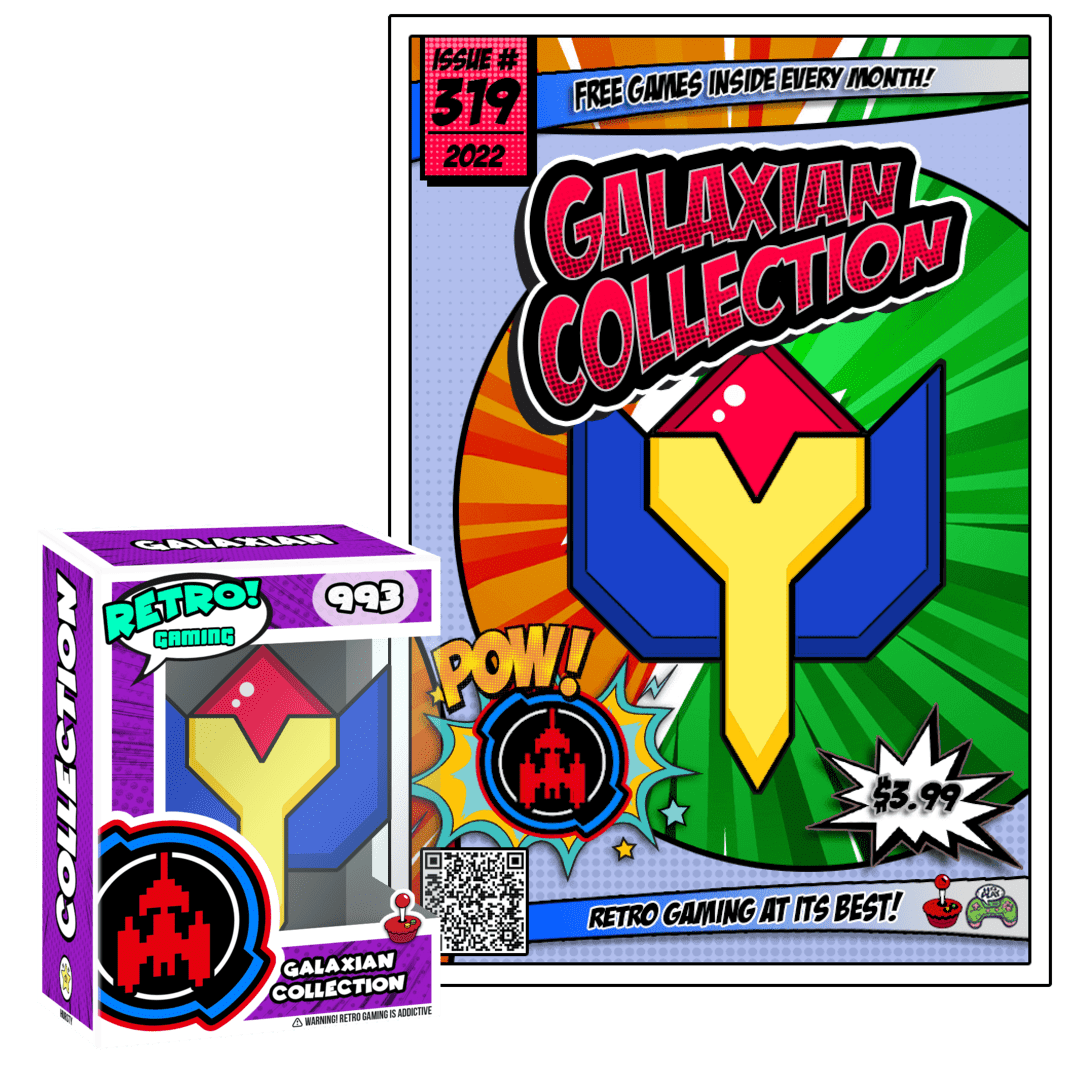 ISSUE #
319
2022
FREE GAMES INSIDE EVERY MONTH!
GALAXIAN
COLLECTION
POW!
$3.99
RETRO GAMING AT ITS BEST!
GALAXIAN
COLLECTION
RETRO!
GAMING
993
GALAXIAN
COLLECTION
⚠ WARNING! RETRO GAMING IS ADDICTIVE